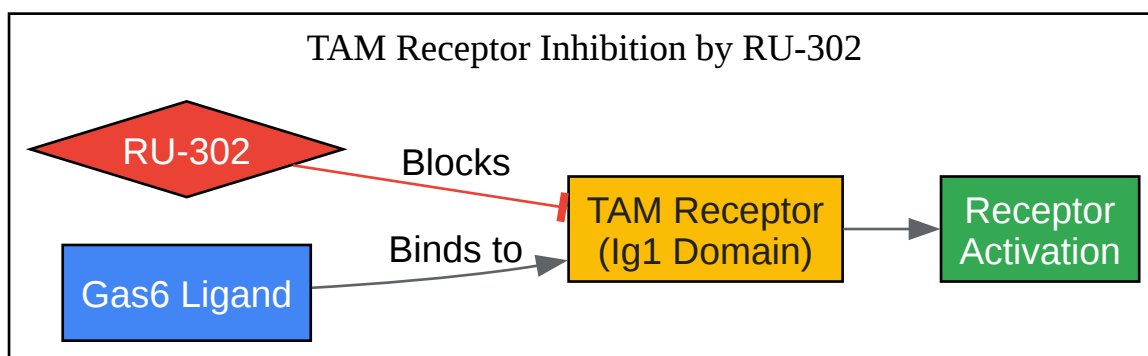 TAM Receptor Inhibition by RU-302
RU-302
Blocks
TAM Receptor
(Ig1 Domain)
Receptor
Activation
Binds to
Gas6 Ligand